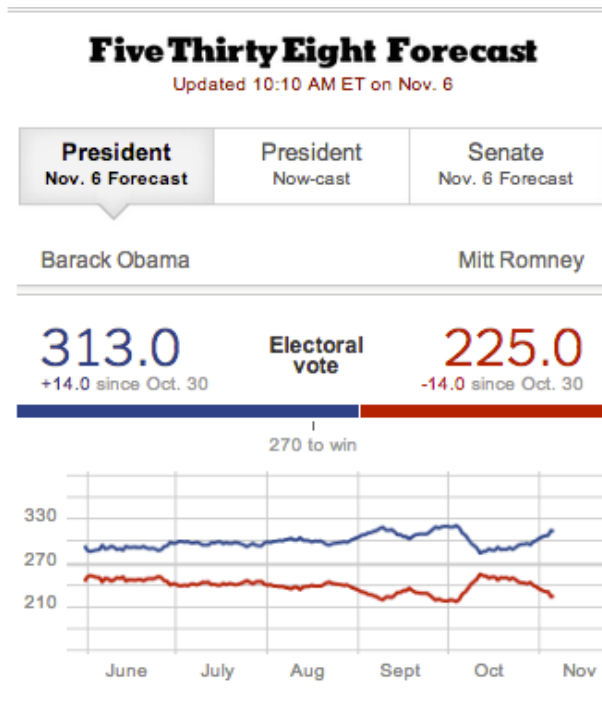 FiveThirtyEight Forecast
Updated 10:10 AM ET on Nov. 6
President President Senate
Nov. 6 Forecast Now-cast Nov. 6 Forecast
Barack Obama Mitt Romney
313.0 Electoral vote 225.0
+14.0 since Oct. 30 -14.0 since Oct. 30
270 to win
330
270
210
June July Aug Sept Oct Nov